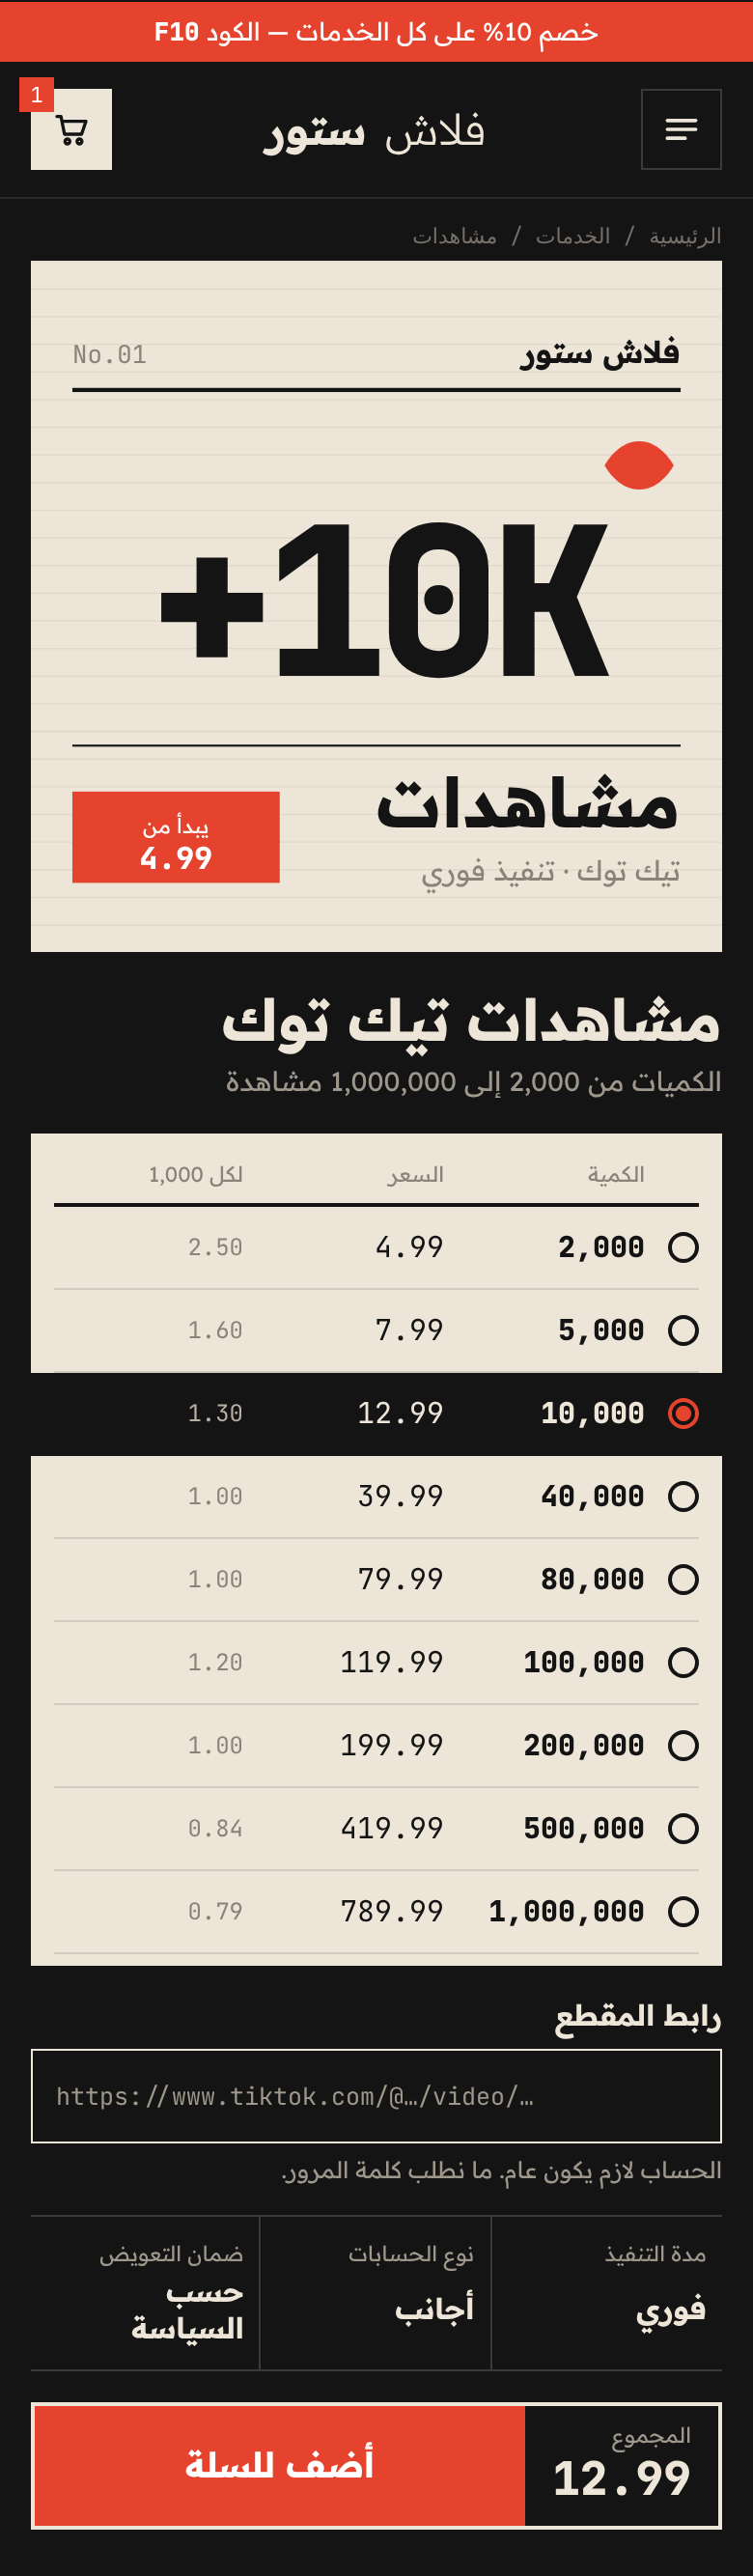 خصم 10% على كل الخدمات — الكود F10
فلاش ستور
1
الرئيسية / الخدمات / مشاهدات
فلاش ستور No.01
+10K
مشاهدات
تيك توك · تنفيذ فوري
يبدأ من
4.99
مشاهدات تيك توك
الكميات من 2,000 إلى 1,000,000 مشاهدة
الكمية السعر لكل 1,000
2,000 4.99 2.50
5,000 7.99 1.60
10,000 12.99 1.30
40,000 39.99 1.00
80,000 79.99 1.00
100,000 119.99 1.20
200,000 199.99 1.00
500,000 419.99 0.84
1,000,000 789.99 0.79
رابط المقطع
https://www.tiktok.com/@…/video/…
الحساب لازم يكون عام. ما نطلب كلمة المرور.
مدة التنفيذ
فوري
نوع الحسابات
أجانب
ضمان التعويض
حسب
السياسة
المجموع
12.99
أضف للسلة